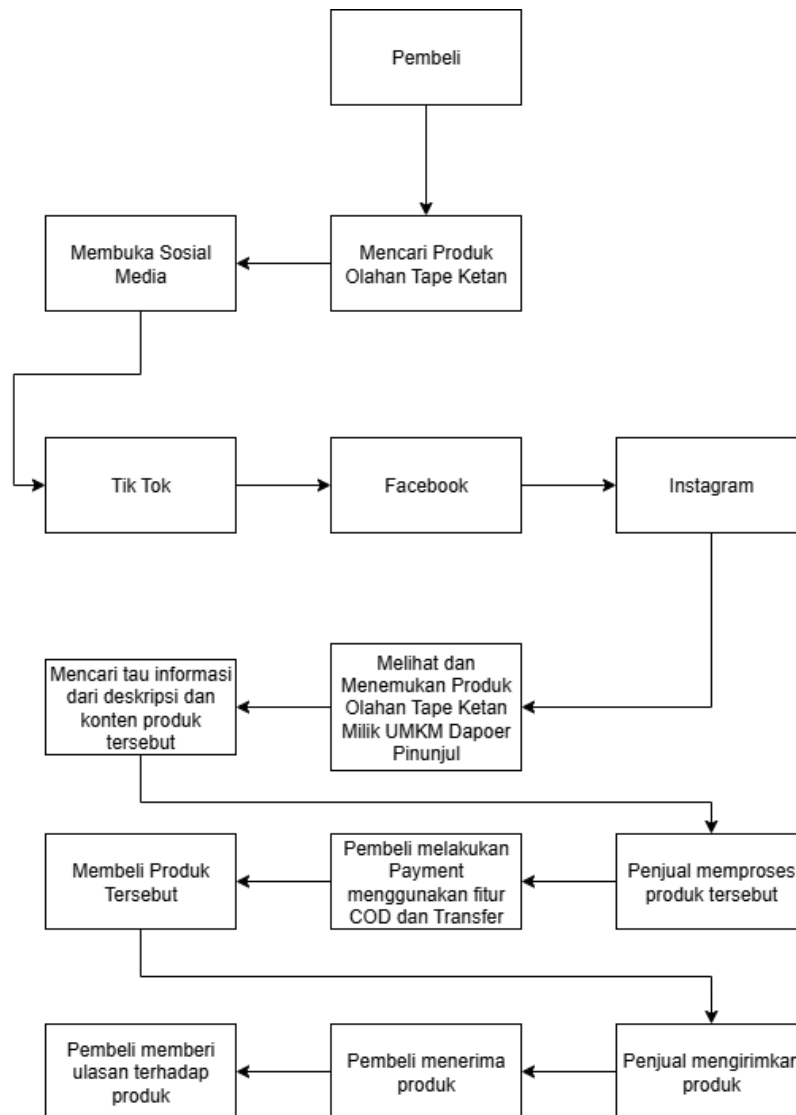 Pembeli
Membuka Sosial
Media
Mencari Produk
Olahan Tape Ketan
Tik Tok
Facebook
Instagram
Mencari tau informasi
dari deskripsi dan
konten produk
tersebut
Melihat dan
Menemukan Produk
Olahan Tape Ketan
Milik UMKM Dapoer
Pinunjul
Membeli Produk
Tersebut
Pembeli melakukan
Payment
menggunakan fitur
COD dan Transfer
Penjual memproses
produk tersebut
Pembeli memberi
ulasan terhadap
produk
Pembeli menerima
produk
Penjual mengirimkan
produk